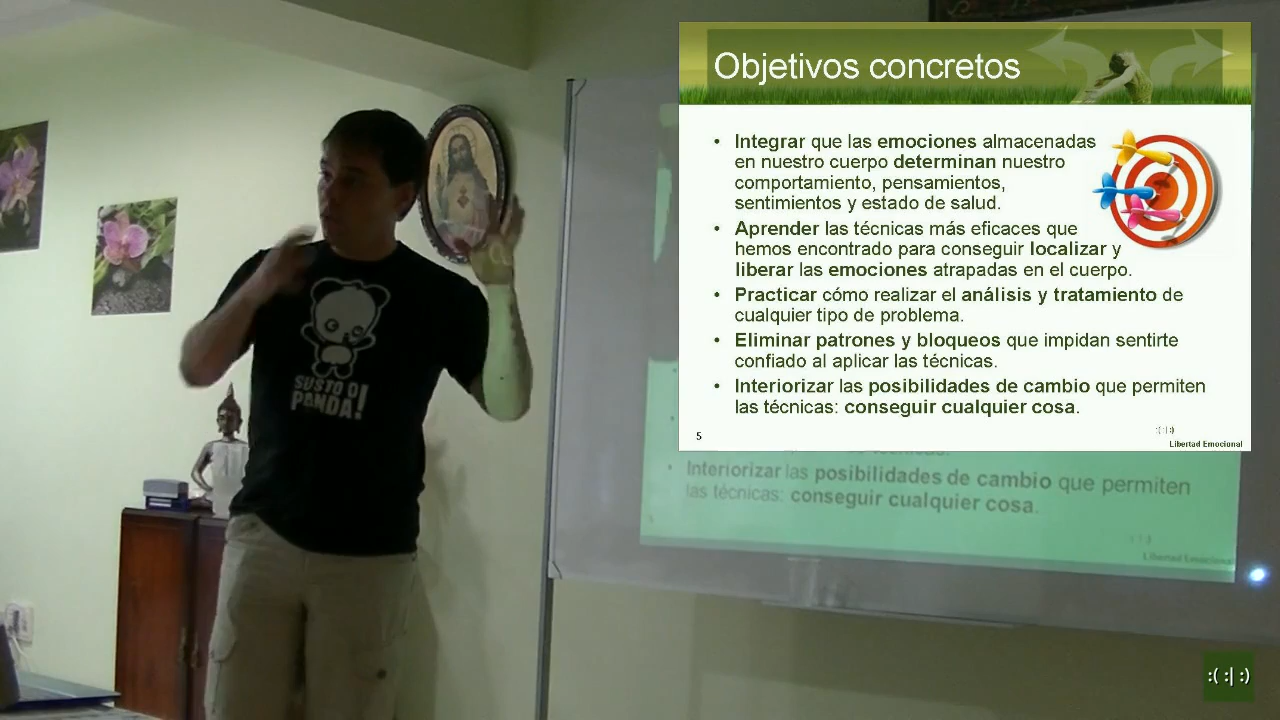 Objetivos concretos
• Integrar que las emociones almacenadas
en nuestro cuerpo determinan nuestro
comportamiento, pensamientos,
sentimientos y estado de salud.
• Aprender las técnicas más eficaces que
hemos encontrado para conseguir localizar y
liberar las emociones atrapadas en el cuerpo.
• Practicar cómo realizar el análisis y tratamiento de
cualquier tipo de problema.
• Eliminar patrones y bloqueos que impidan sentirte
confiado al aplicar las técnicas.
• Interiorizar las posibilidades de cambio que permiten
las técnicas: conseguir cualquier cosa.
5
:(:|:)
Libertad Emocional
SUSTO O
PANDA!
• Interiorizar las posibilidades de cambio que permiten
las técnicas: conseguir cualquier cosa.
Libertad Emocional
:( :| :)